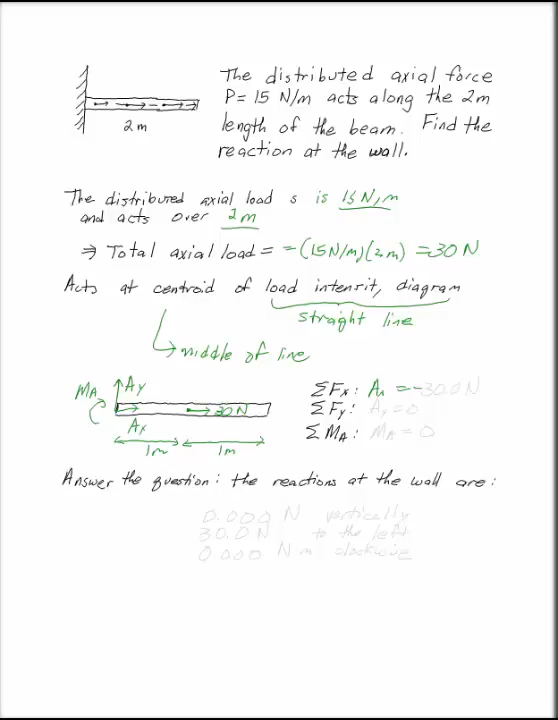 The distributed axial force
P= 15 N/m acts along the 2m
length of the beam. Find the
reaction at the wall.
2 m
The distributed axial load s is 15 N/m
and acts over 2 m
⇒ Total axial load = =(15N/m)(2m) =30 N
Acts at centroid of load intensity diagram
straight line
middle of line
MA Ay
30 N
Ax
1m 1m
ΣFx: Ax = -30.0 N
ΣFy: Ay = 0
ΣMA: MA = 0
Answer the question: the reactions at the wall are:
0.000 N vertically
30.0 N to the left
0.000 N m clockwise